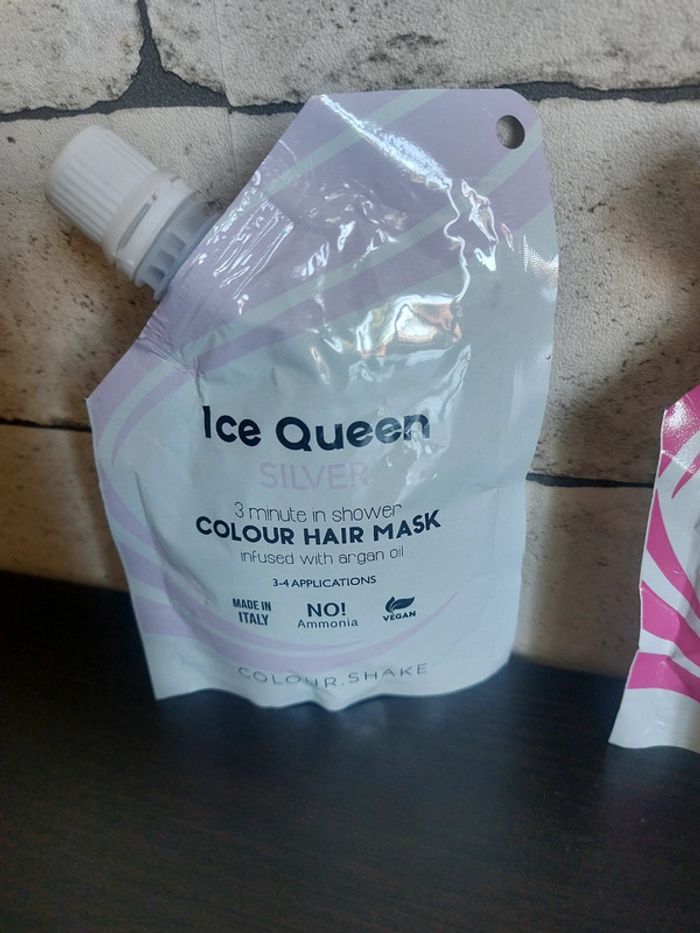 Ice Queen
SILVER
3 minute in shower
COLOUR HAIR MASK
infused with argan oil
3-4 APPLICATIONS
MADE IN
ITALY
NO!
Ammonia
VEGAN
COLOUR.SHAKE